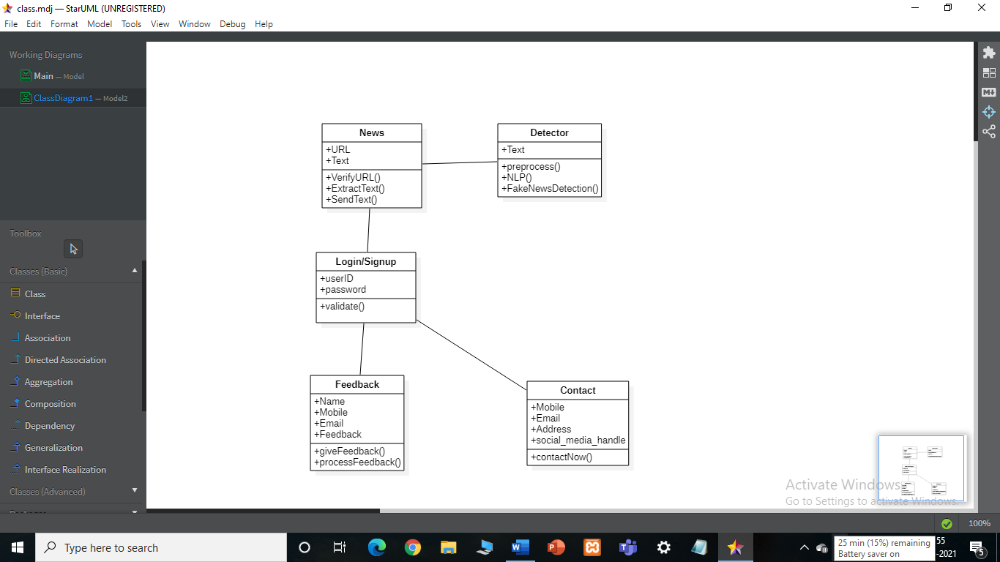 class.mdj — StarUML (UNREGISTERED)
File Edit Format Model Tools View Window Debug Help
Working Diagrams
Main — Model
ClassDiagram1 — Model2
Toolbox
Classes (Basic)
Class
Interface
Association
Directed Association
Aggregation
Composition
Dependency
Generalization
Interface Realization
Classes (Advanced)
News
+URL
+Text
+VerifyURL()
+ExtractText()
+SendText()
Detector
+Text
+preprocess()
+NLP()
+FakeNewsDetection()
Login/Signup
+userID
+password
+validate()
Feedback
+Name
+Mobile
+Email
+Feedback
+giveFeedback()
+processFeedback()
Contact
+Mobile
+Email
+Address
+social_media_handle
+contactNow()
M
Activate Windows
Go to Settings to activate Windows.
100%
Type here to search
25 min (15%) remaining
Battery saver on
55
-2021
5